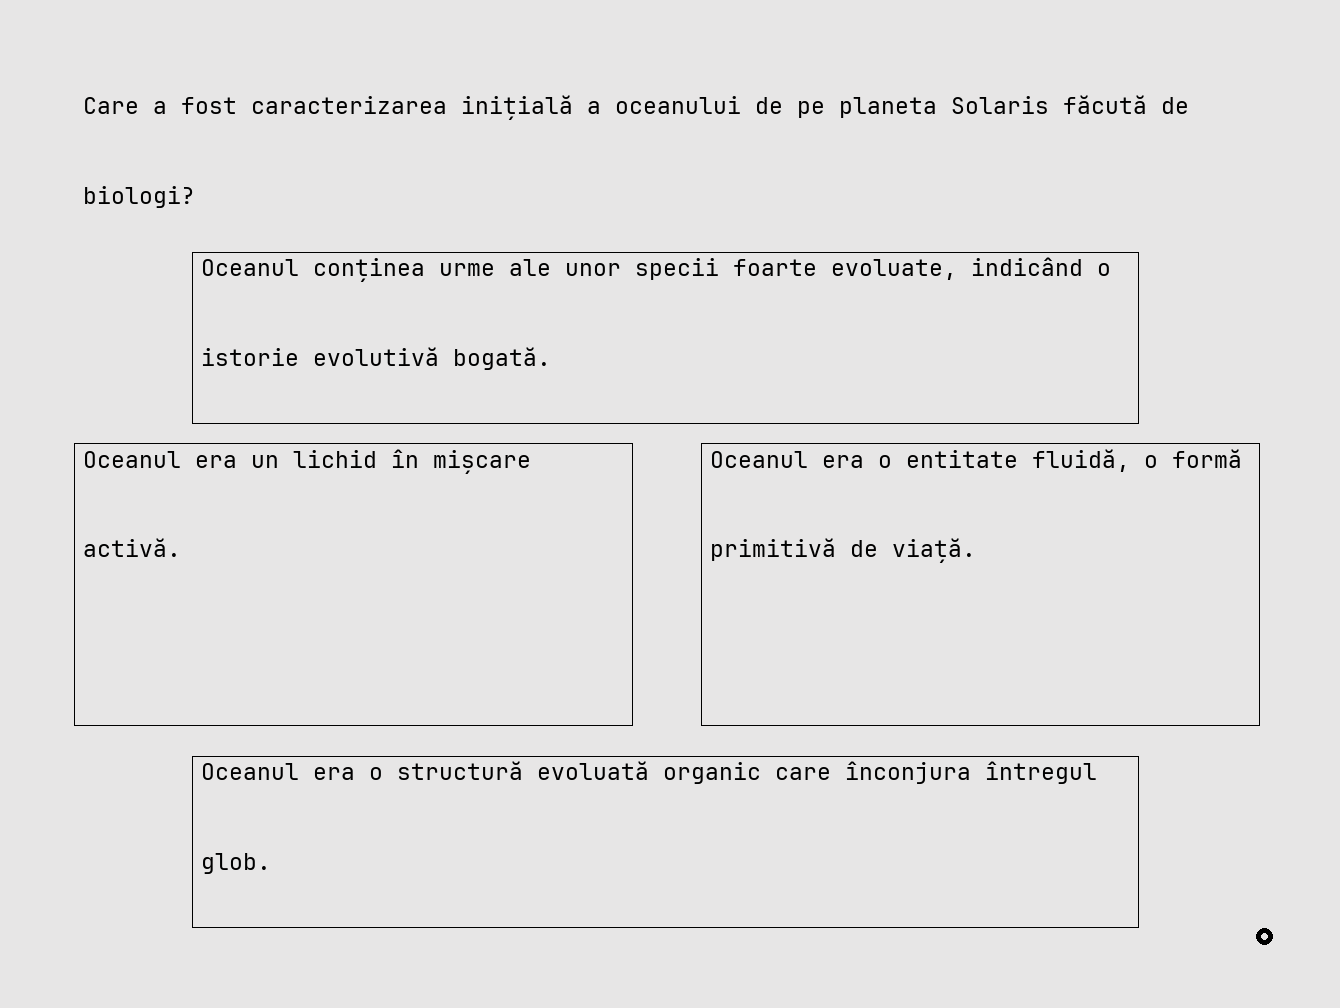 Care a fost caracterizarea inițială a oceanului de pe planeta Solaris făcută de
biologi?
Oceanul conținea urme ale unor specii foarte evoluate, indicând o
istorie evolutivă bogată.
Oceanul era un lichid în mișcare
activă.
Oceanul era o entitate fluidă, o formă
primitivă de viață.
Oceanul era o structură evoluată organic care înconjura întregul
glob.